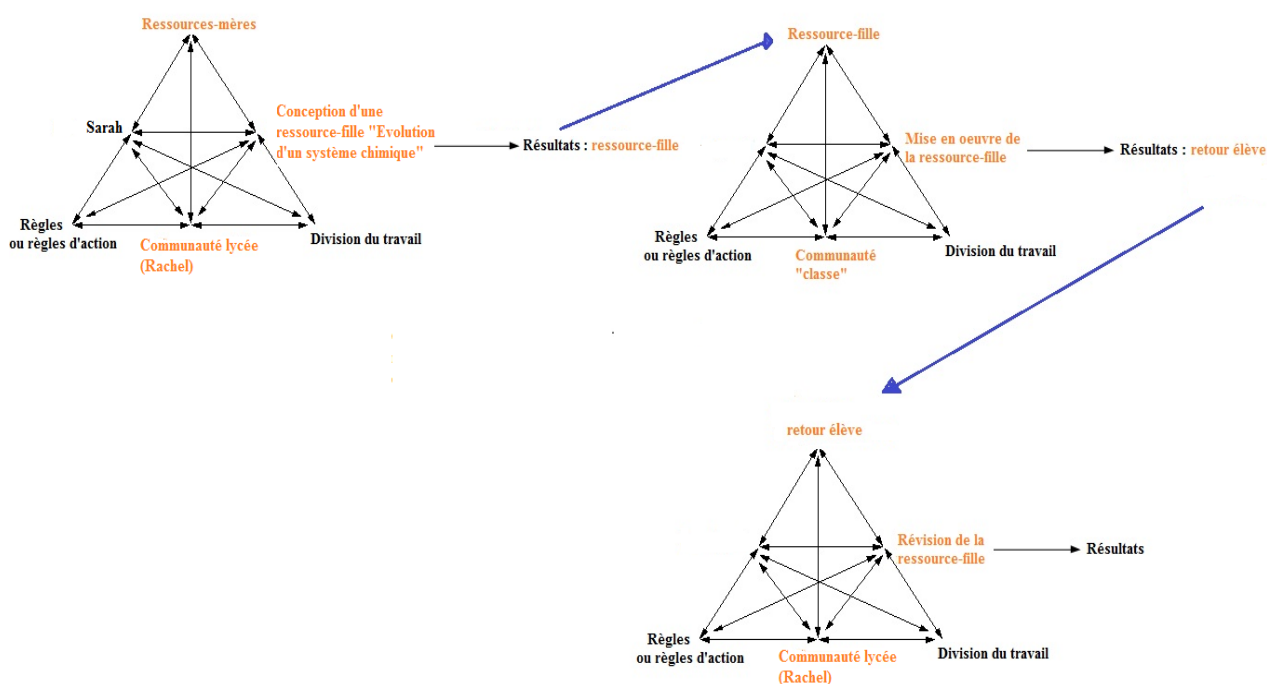 Ressources-mères
Sarah
Conception d'une
ressource-fille "Evolution
d'un système chimique"
Résultats : ressource-fille
Règles
ou règles d'action
Communauté lycée
(Rachel)
Division du travail
Ressource-fille
Mise en oeuvre de
la ressource-fille
Résultats : retour élève
Règles
ou règles d'action
Communauté
"classe"
Division du travail
retour élève
Révision de la
ressource-fille
Résultats
Règles
ou règles d'action
Communauté lycée
(Rachel)
Division du travail